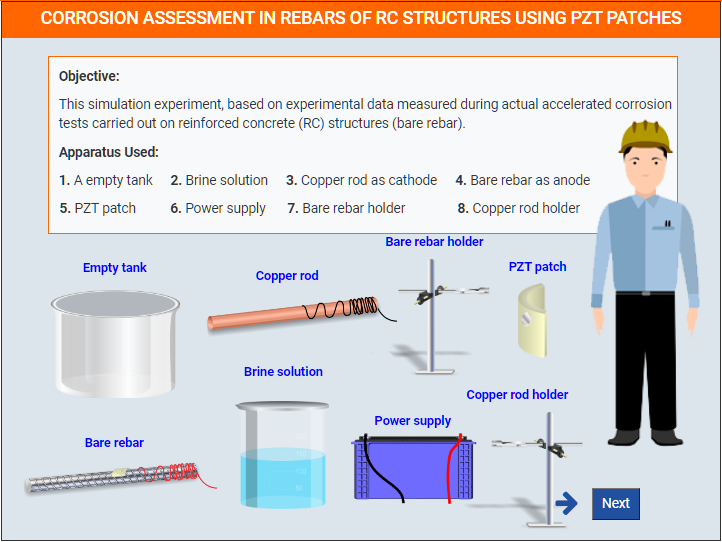 CORROSION ASSESSMENT IN REBARS OF RC STRUCTURES USING PZT PATCHES
Objective:
This simulation experiment, based on experimental data measured during actual accelerated corrosion
tests carried out on reinforced concrete (RC) structures (bare rebar).
Apparatus Used:
1. A empty tank 2. Brine solution 3. Copper rod as cathode 4. Bare rebar as anode
5. PZT patch 6. Power supply 7. Bare rebar holder 8. Copper rod holder
Bare rebar holder
Empty tank
Copper rod
PZT patch
Brine solution
Copper rod holder
Power supply
Bare rebar
Next